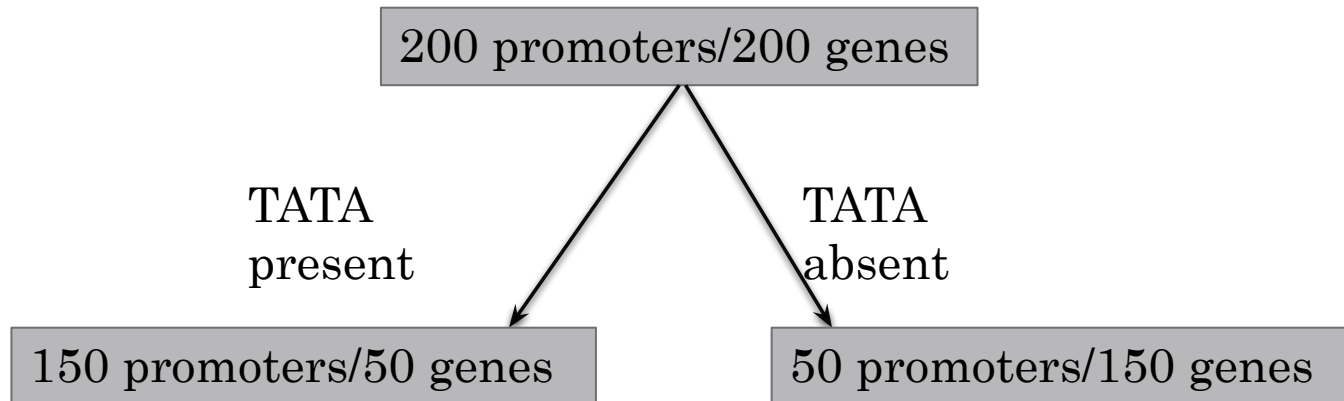 200 promoters/200 genes
TATA
present
TATA
absent
150 promoters/50 genes
50 promoters/150 genes